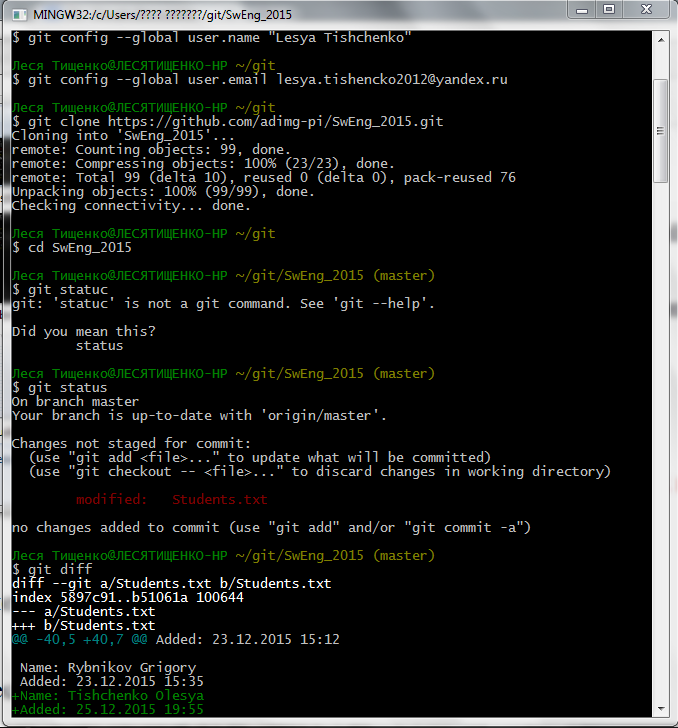 MINGW32:/c/Users/???? ???????/git/SwEng_2015
$ git config --global user.name "Lesya Tishchenko"
Леся Тищенко@ЛЕСЯТИЩЕНКО-HP ~/git
$ git config --global user.email lesya.tishencko2012@yandex.ru
Леся Тищенко@ЛЕСЯТИЩЕНКО-HP ~/git
$ git clone https://github.com/adimg-pi/SwEng_2015.git
Cloning into 'SwEng_2015'...
remote: Counting objects: 99, done.
remote: Compressing objects: 100% (23/23), done.
remote: Total 99 (delta 10), reused 0 (delta 0), pack-reused 76
Unpacking objects: 100% (99/99), done.
Checking connectivity... done.
Леся Тищенко@ЛЕСЯТИЩЕНКО-HP ~/git
$ cd SwEng_2015
Леся Тищенко@ЛЕСЯТИЩЕНКО-HP ~/git/SwEng_2015 (master)
$ git statuc
git: 'statuc' is not a git command. See 'git --help'.
Did you mean this?
        status
Леся Тищенко@ЛЕСЯТИЩЕНКО-HP ~/git/SwEng_2015 (master)
$ git status
On branch master
Your branch is up-to-date with 'origin/master'.
Changes not staged for commit:
  (use "git add <file>..." to update what will be committed)
  (use "git checkout -- <file>..." to discard changes in working directory)
        modified:   Students.txt
no changes added to commit (use "git add" and/or "git commit -a")
Леся Тищенко@ЛЕСЯТИЩЕНКО-HP ~/git/SwEng_2015 (master)
$ git diff
diff --git a/Students.txt b/Students.txt
index 5897c91..b51061a 100644
--- a/Students.txt
+++ b/Students.txt
@@ -40,5 +40,7 @@ Added: 23.12.2015 15:12
 Name: Rybnikov Grigory
 Added: 23.12.2015 15:35
+Name: Tishchenko Olesya
+Added: 25.12.2015 19:55